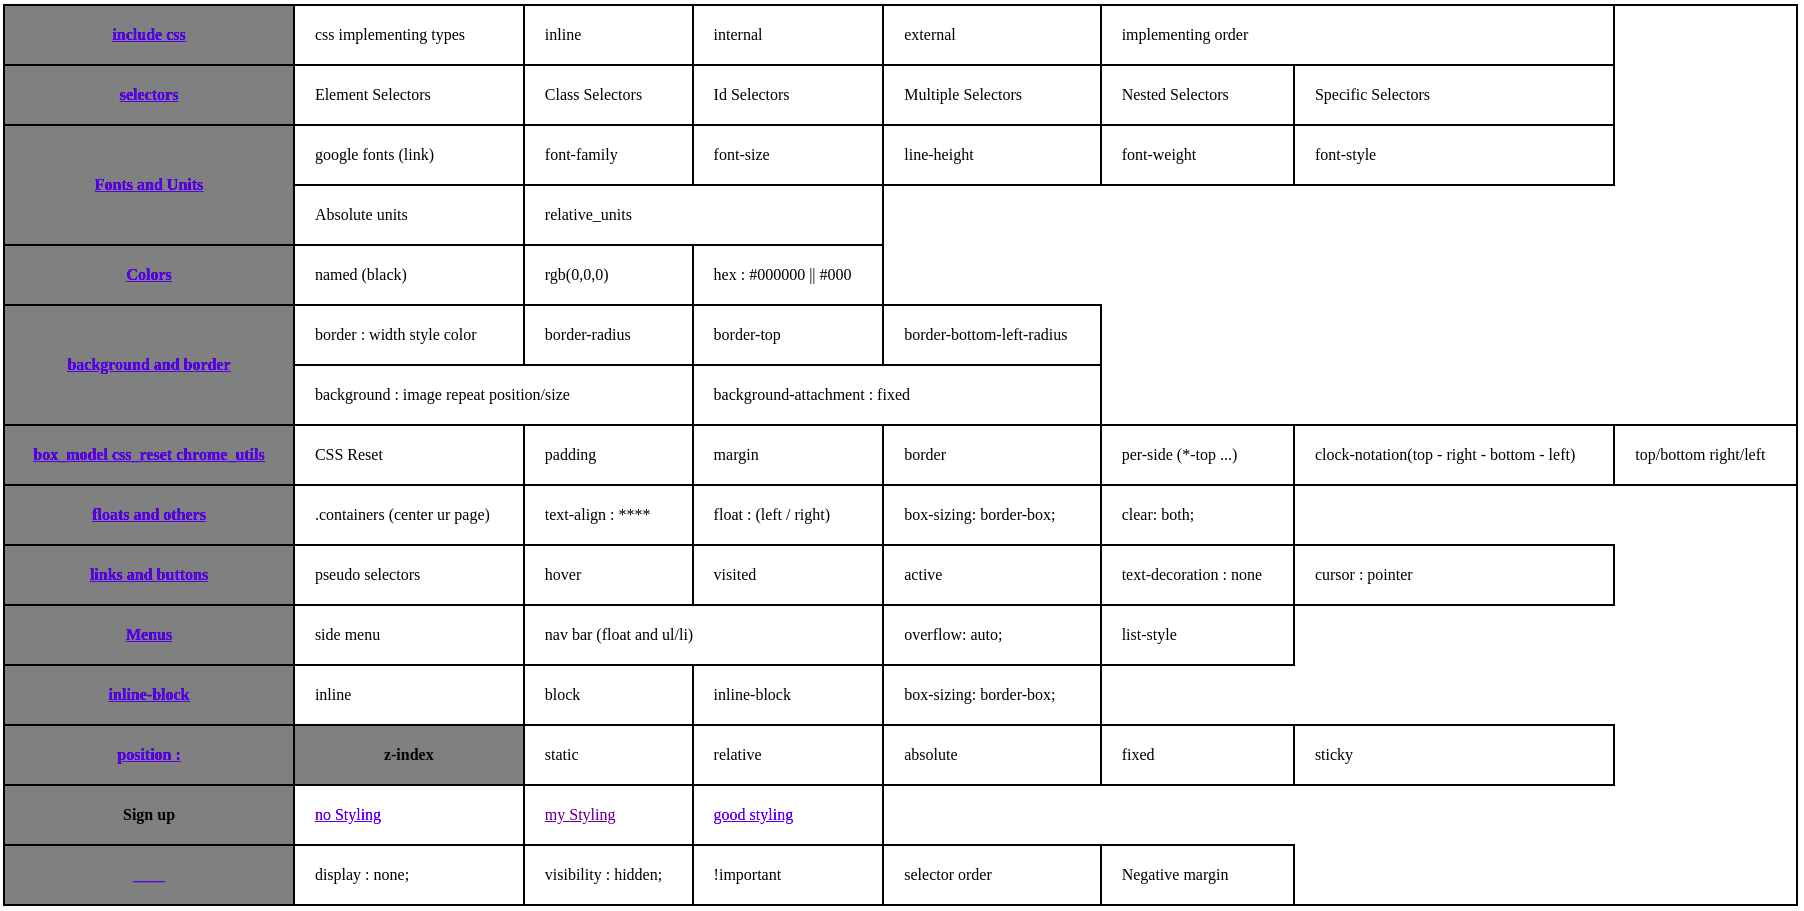 include css css implementing types inline internal external implementing order
selectors Element Selectors Class Selectors Id Selectors Multiple Selectors Nested Selectors Specific Selectors
google fonts (link) font-family font-size line-height font-weight font-style
Fonts and Units
Absolute units relative_units
Colors named (black) rgb(0,0,0) hex : #000000 || #000
border : width style color border-radius border-top border-bottom-left-radius
background and border
background : image repeat position/size background-attachment : fixed
box_model css_reset chrome_utils CSS Reset padding margin border per-side (*-top ...) clock-notation(top - right - bottom - left) top/bottom right/left
floats and others .containers (center ur page) text-align : **** float : (left / right) box-sizing: border-box; clear: both;
links and buttons pseudo selectors hover visited active text-decoration : none cursor : pointer
Menus side menu nav bar (float and ul/li) overflow: auto; list-style
inline-block inline block inline-block box-sizing: border-box;
position : z-index static relative absolute fixed sticky
Sign up no Styling my Styling good styling
____ display : none; visibility : hidden; !important selector order Negative margin